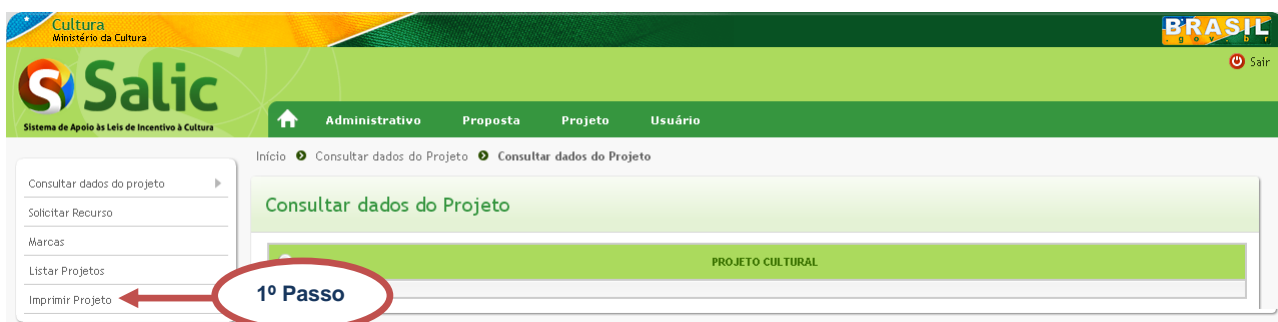 Cultura
Ministério da Cultura
BRASIL
. g o v . b r
Sair
Salic
Sistema de Apoio às Leis de Incentivo à Cultura
Administrativo Proposta Projeto Usuário
Início Consultar dados do Projeto Consultar dados do Projeto
Consultar dados do projeto
Solicitar Recurso
Marcas
Listar Projetos
Imprimir Projeto
Consultar dados do Projeto
PROJETO CULTURAL
1º Passo